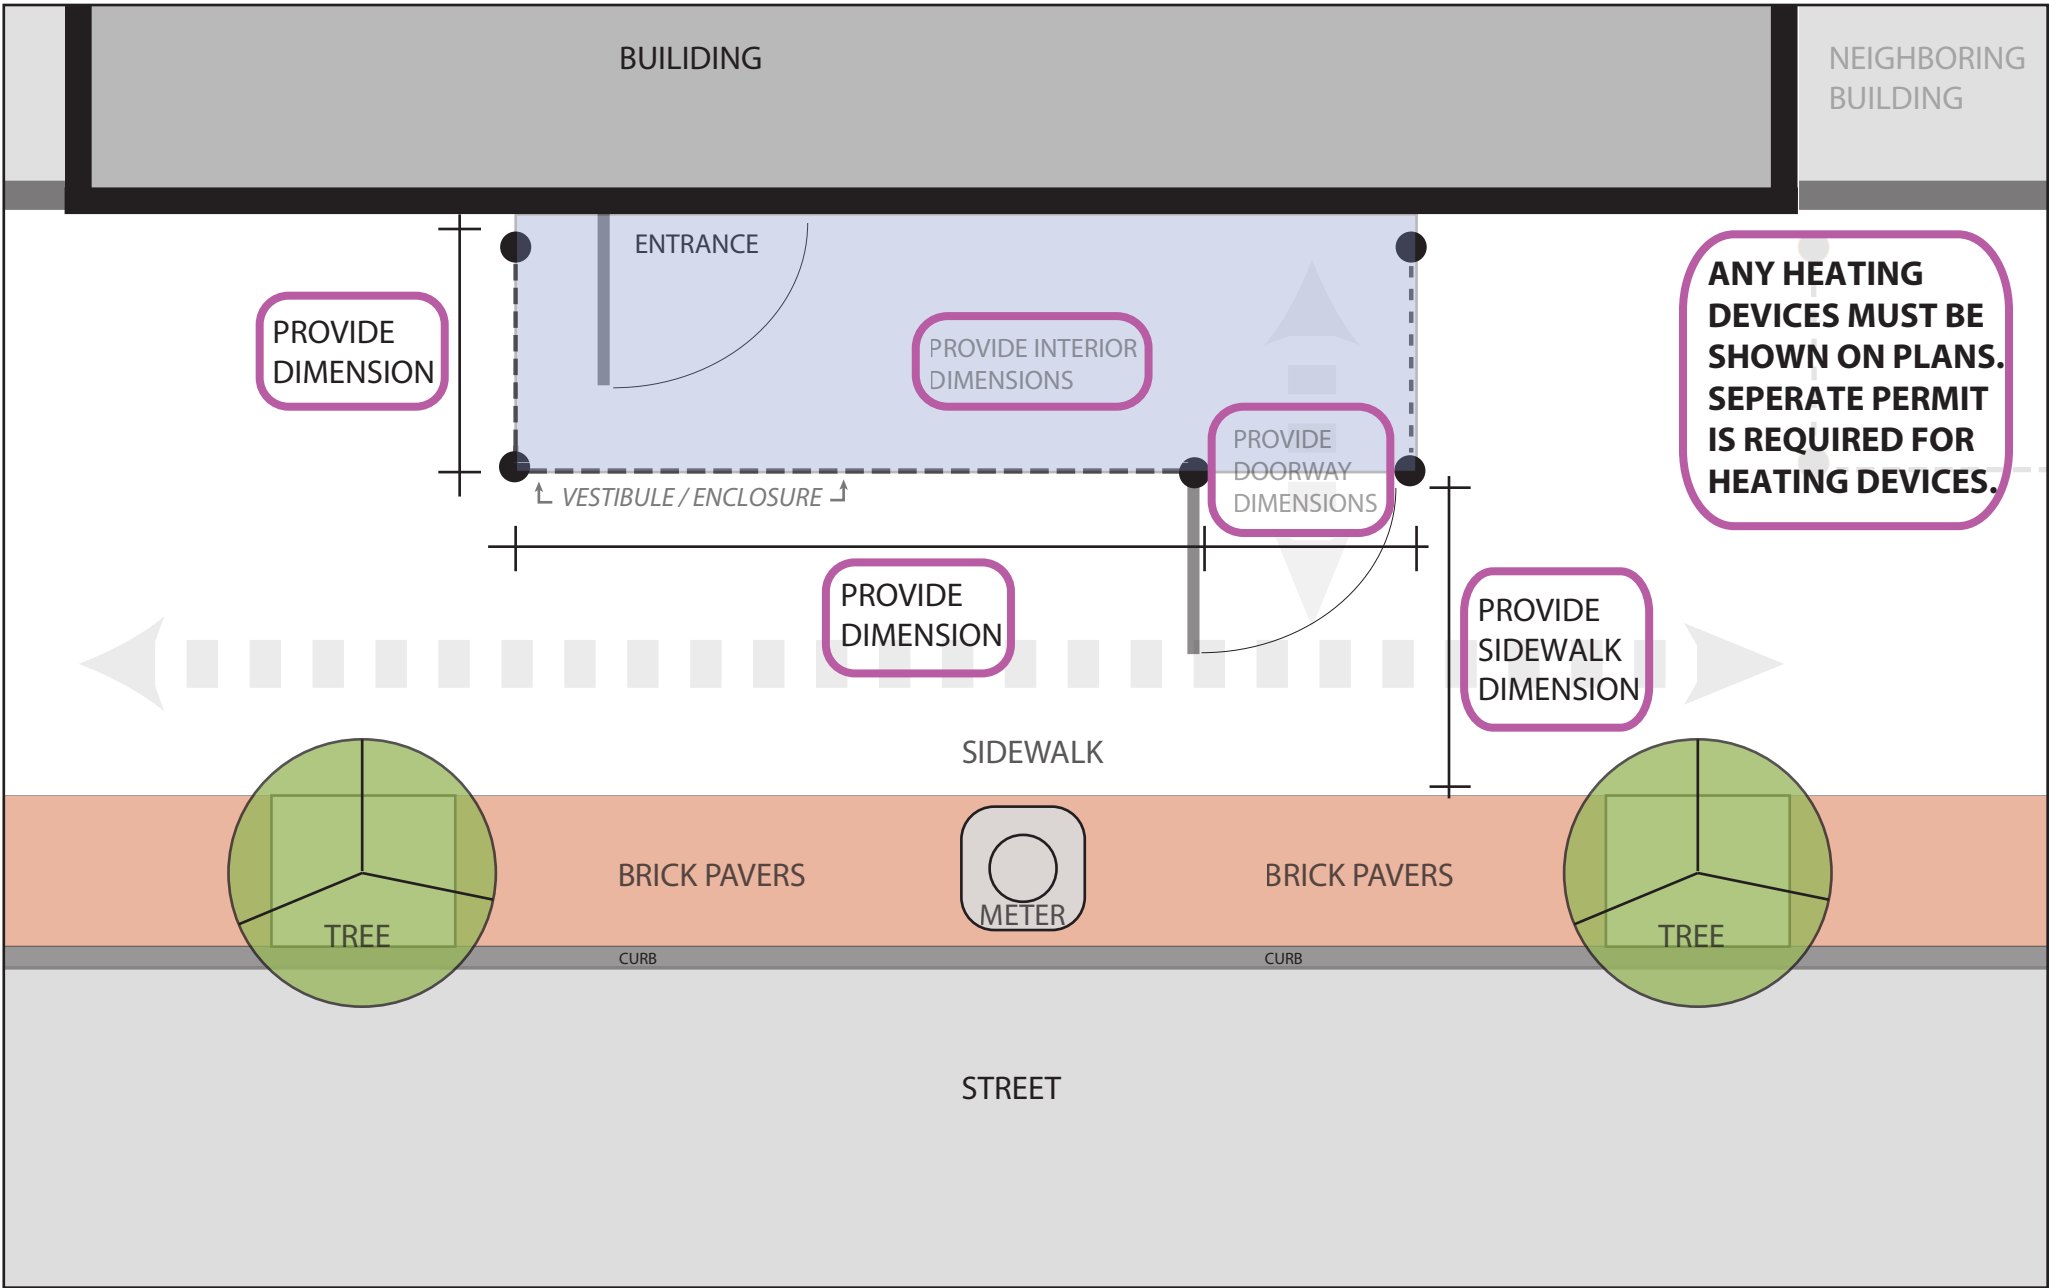 BUILIDING
NEIGHBORING
BUILDING
ENTRANCE
ANY HEATING
DEVICES MUST BE
SHOWN ON PLANS.
SEPERATE PERMIT
IS REQUIRED FOR
HEATING DEVICES.
PROVIDE
DIMENSION
PROVIDE INTERIOR
DIMENSIONS
PROVIDE
DOORWAY
DIMENSIONS
VESTIBULE / ENCLOSURE
PROVIDE
DIMENSION
PROVIDE
SIDEWALK
DIMENSION
SIDEWALK
BRICK PAVERS
BRICK PAVERS
METER
TREE
TREE
CURB
CURB
STREET